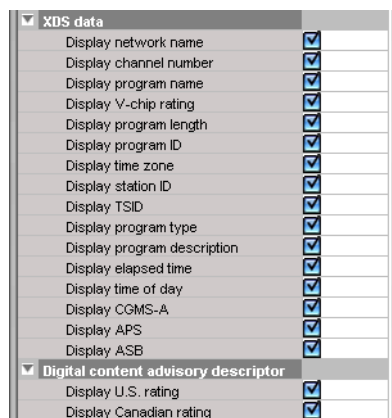 XDS data
Display network name
Display channel number
Display program name
Display V-chip rating
Display program length
Display program ID
Display time zone
Display station ID
Display TSID
Display program type
Display program description
Display elapsed time
Display time of day
Display CGMS-A
Display APS
Display ASB
Digital content advisory descriptor
Display U.S. rating
Display Canadian rating